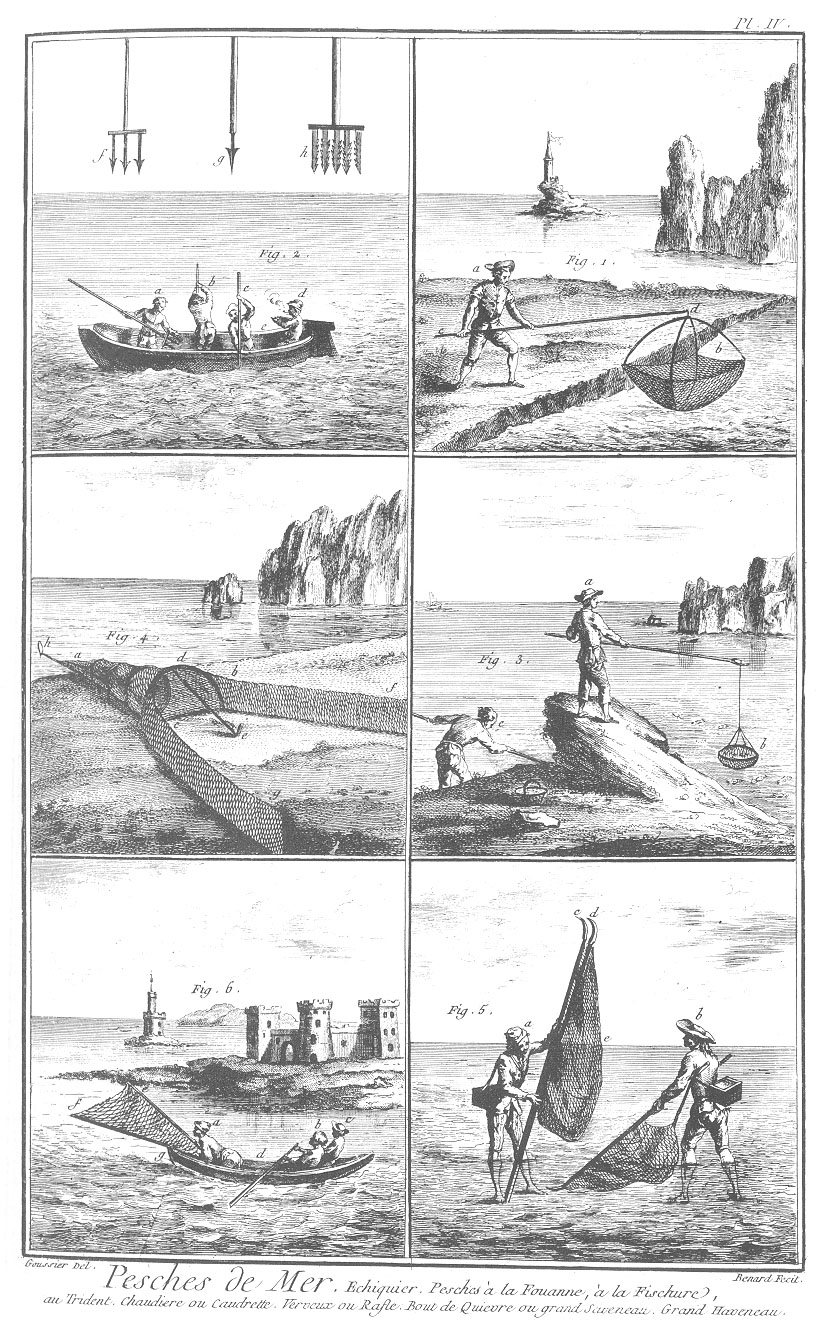 Pl. IV.
f
g
h
Fig. 2.
a
b
c
d
e
Fig. 1.
a
c
d
b
Fig. 4
h
a
d
b
f
c
e
g
a
Fig. 3.
c
b
Fig. 6.
f
a
b
c
g
d
c d
Fig. 5.
a
b
e
Goussier Del.
Benard Fecit.
Pesches de Mer. Echiquier. Pesches à la Fouanne, à la Fischure,
au Trident. Chaudiere ou Caudrette. Verveux ou Rafle. Bout de Quievre ou grand Saveneau. Grand Haveneau.